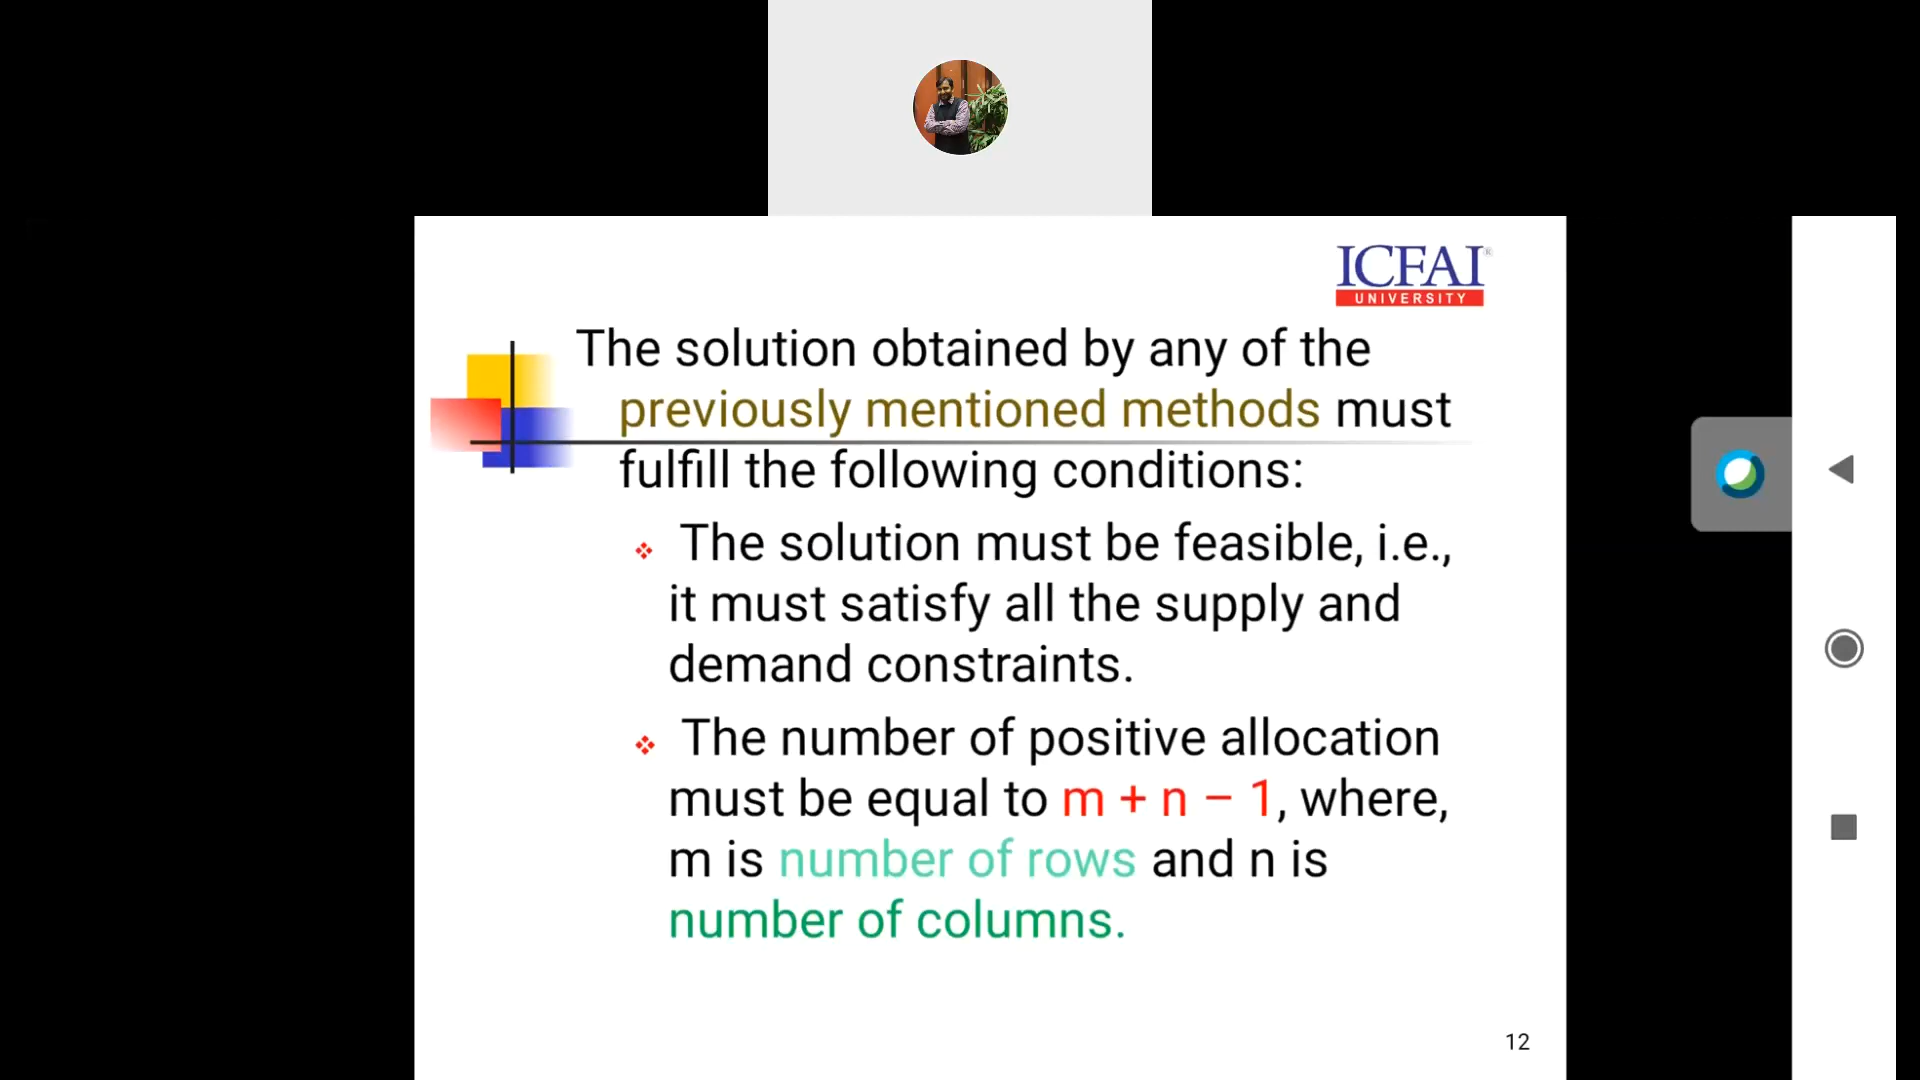 ICFAI®
UNIVERSITY
The solution obtained by any of the
previously mentioned methods must
fulfill the following conditions:
❖ The solution must be feasible, i.e.,
it must satisfy all the supply and
demand constraints.
❖ The number of positive allocation
must be equal to m + n – 1, where,
m is number of rows and n is
number of columns.
12